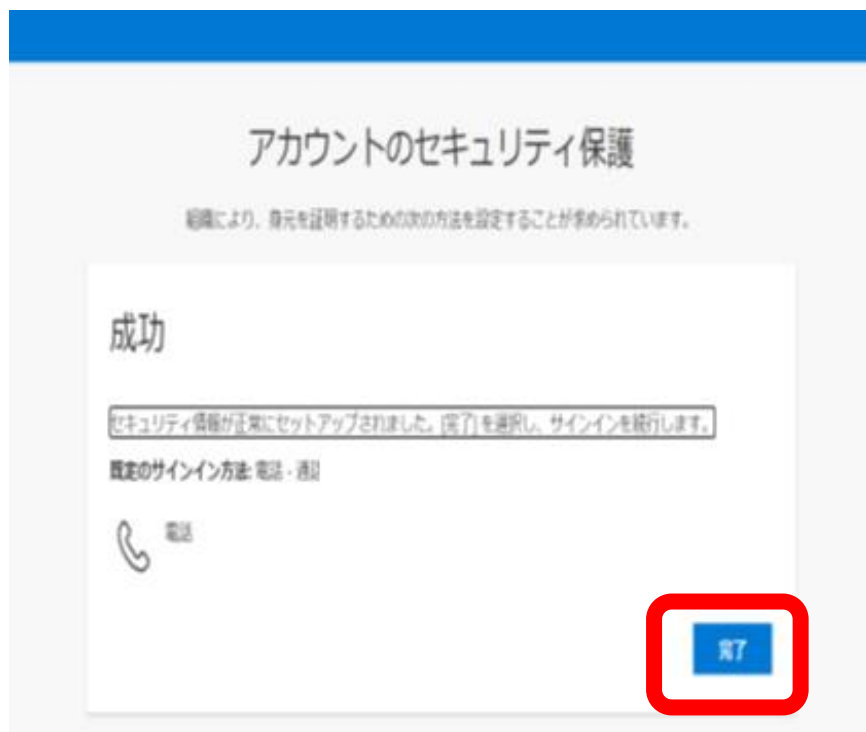 アカウントのセキュリティ保護
組織により、身元を証明するための次の方法を設定することが求められています。
成功
セキュリティ情報が正常にセットアップされました。[完了] を選択し、サインインを続行します。
既定のサインイン方法: 電話 - 通話
電話
完了